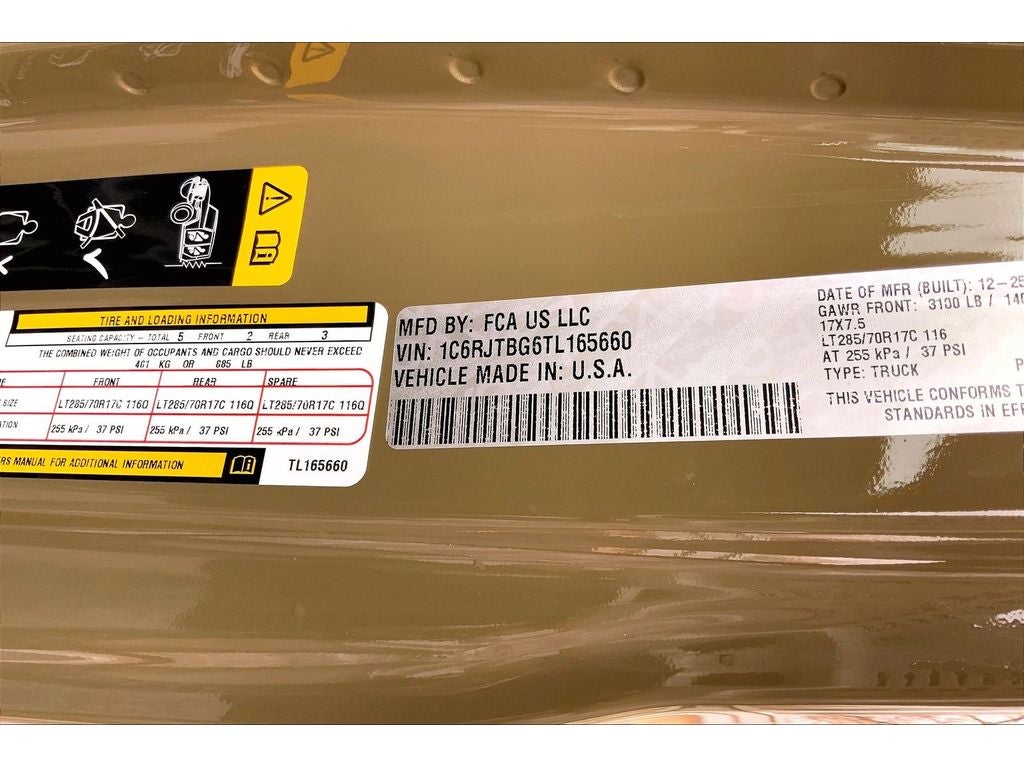 TIRE AND LOADING INFORMATION
SEATING CAPACITY - TOTAL 5 FRONT 2 REAR 3
THE COMBINED WEIGHT OF OCCUPANTS AND CARGO SHOULD NEVER EXCEED
401 KG OR 885 LB
FRONT REAR SPARE
SIZE LT285/70R17C 116Q LT285/70R17C 116Q LT285/70R17C 116Q
255 kPa / 37 PSI 255 kPa / 37 PSI 255 kPa / 37 PSI
MANUAL FOR ADDITIONAL INFORMATION
TL165660
MFD BY: FCA US LLC
VIN: 1C6RJTBG6TL165660
VEHICLE MADE IN: U.S.A.
DATE OF MFR (BUILT): 12-25
GAWR FRONT: 3100 LB / 140
17X7.5
LT285/70R17C 116
AT 255 kPa / 37 PSI
TYPE: TRUCK
THIS VEHICLE CONFORMS
STANDARDS IN